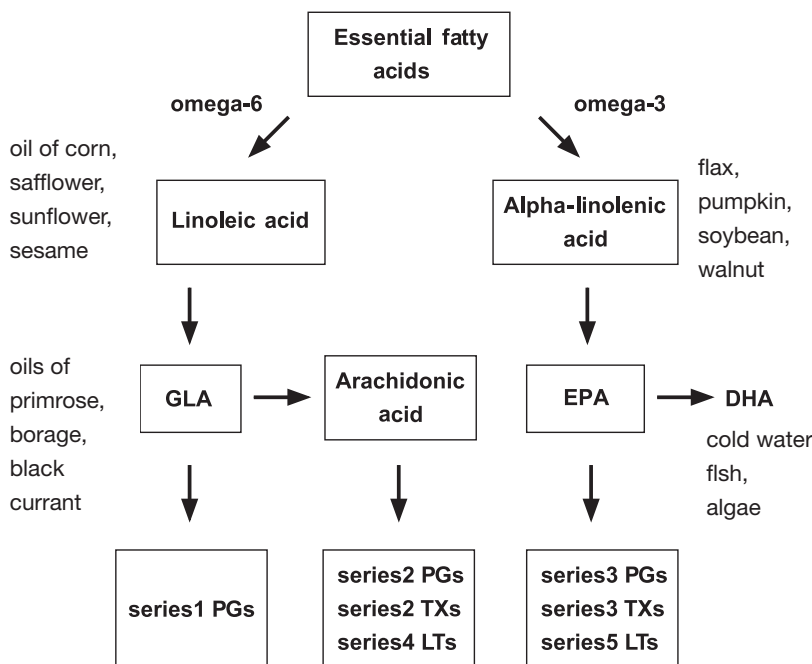 Essential fatty
acids
omega-6
omega-3
oil of corn,
safflower,
sunflower,
sesame
Linoleic acid
Alpha-linolenic
acid
flax,
pumpkin,
soybean,
walnut
oils of
primrose,
borage,
black
currant
GLA
Arachidonic
acid
EPA
DHA
cold water
flsh,
algae
series1 PGs
series2 PGs
series2 TXs
series4 LTs
series3 PGs
series3 TXs
series5 LTs